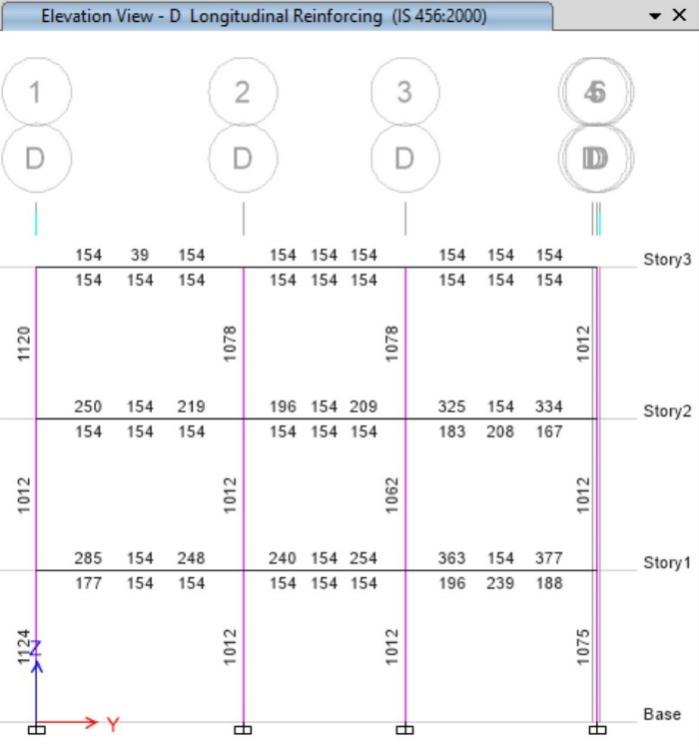 Elevation View - D Longitudinal Reinforcing (IS 456:2000)
1 2 3
D D D D
154 39 154 154 154 154 154 154 154 Story3
154 154 154 154 154 154 154 154 154
1120 1078 1078 1012
250 154 219 196 154 209 325 154 334 Story2
154 154 154 154 154 154 183 208 167
1012 1012 1062 1012
285 154 248 240 154 254 363 154 377 Story1
177 154 154 154 154 154 196 239 188
1124 1012 1012 1075
Z
Y
Base